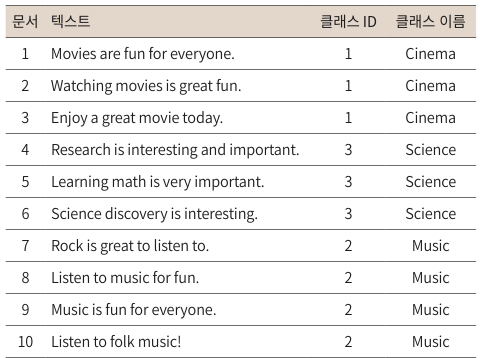 문서 텍스트 클래스 ID 클래스 이름
1 Movies are fun for everyone. 1 Cinema
2 Watching movies is great fun. 1 Cinema
3 Enjoy a great movie today. 1 Cinema
4 Research is interesting and important. 3 Science
5 Learning math is very important. 3 Science
6 Science discovery is interesting. 3 Science
7 Rock is great to listen to. 2 Music
8 Listen to music for fun. 2 Music
9 Music is fun for everyone. 2 Music
10 Listen to folk music! 2 Music